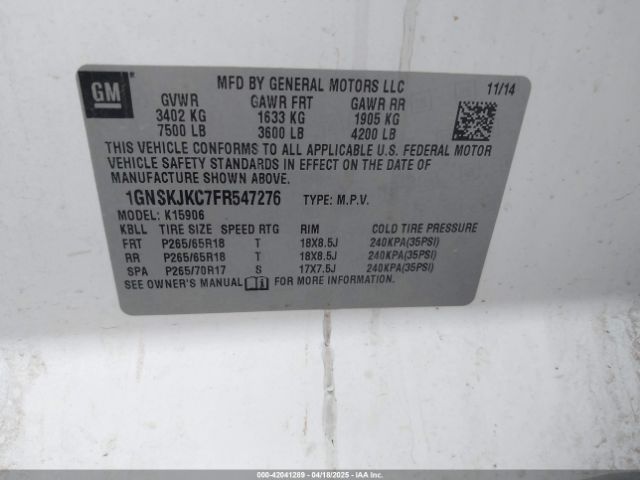 GM
MFD BY GENERAL MOTORS LLC 11/14
GVWR GAWR FRT GAWR RR
3402 KG 1633 KG 1905 KG
7500 LB 3600 LB 4200 LB
THIS VEHICLE CONFORMS TO ALL APPLICABLE U.S. FEDERAL MOTOR
VEHICLE SAFETY STANDARDS IN EFFECT ON THE DATE OF
MANUFACTURE SHOWN ABOVE.
1GNSKJKC7FR547276 TYPE: M.P.V.
MODEL: K15906
KBLL TIRE SIZE SPEED RTG RIM COLD TIRE PRESSURE
FRT P265/65R18 T 18X8.5J 240KPA(35PSI)
RR P265/65R18 T 18X8.5J 240KPA(35PSI)
SPA P265/70R17 S 17X7.5J 240KPA(35PSI)
SEE OWNER'S MANUAL FOR MORE INFORMATION
000-42041269 04/18/2025 IAA Inc.